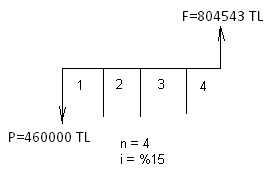 F=804543 TL
1 2 3 4
P=460000 TL
n = 4
i = %15